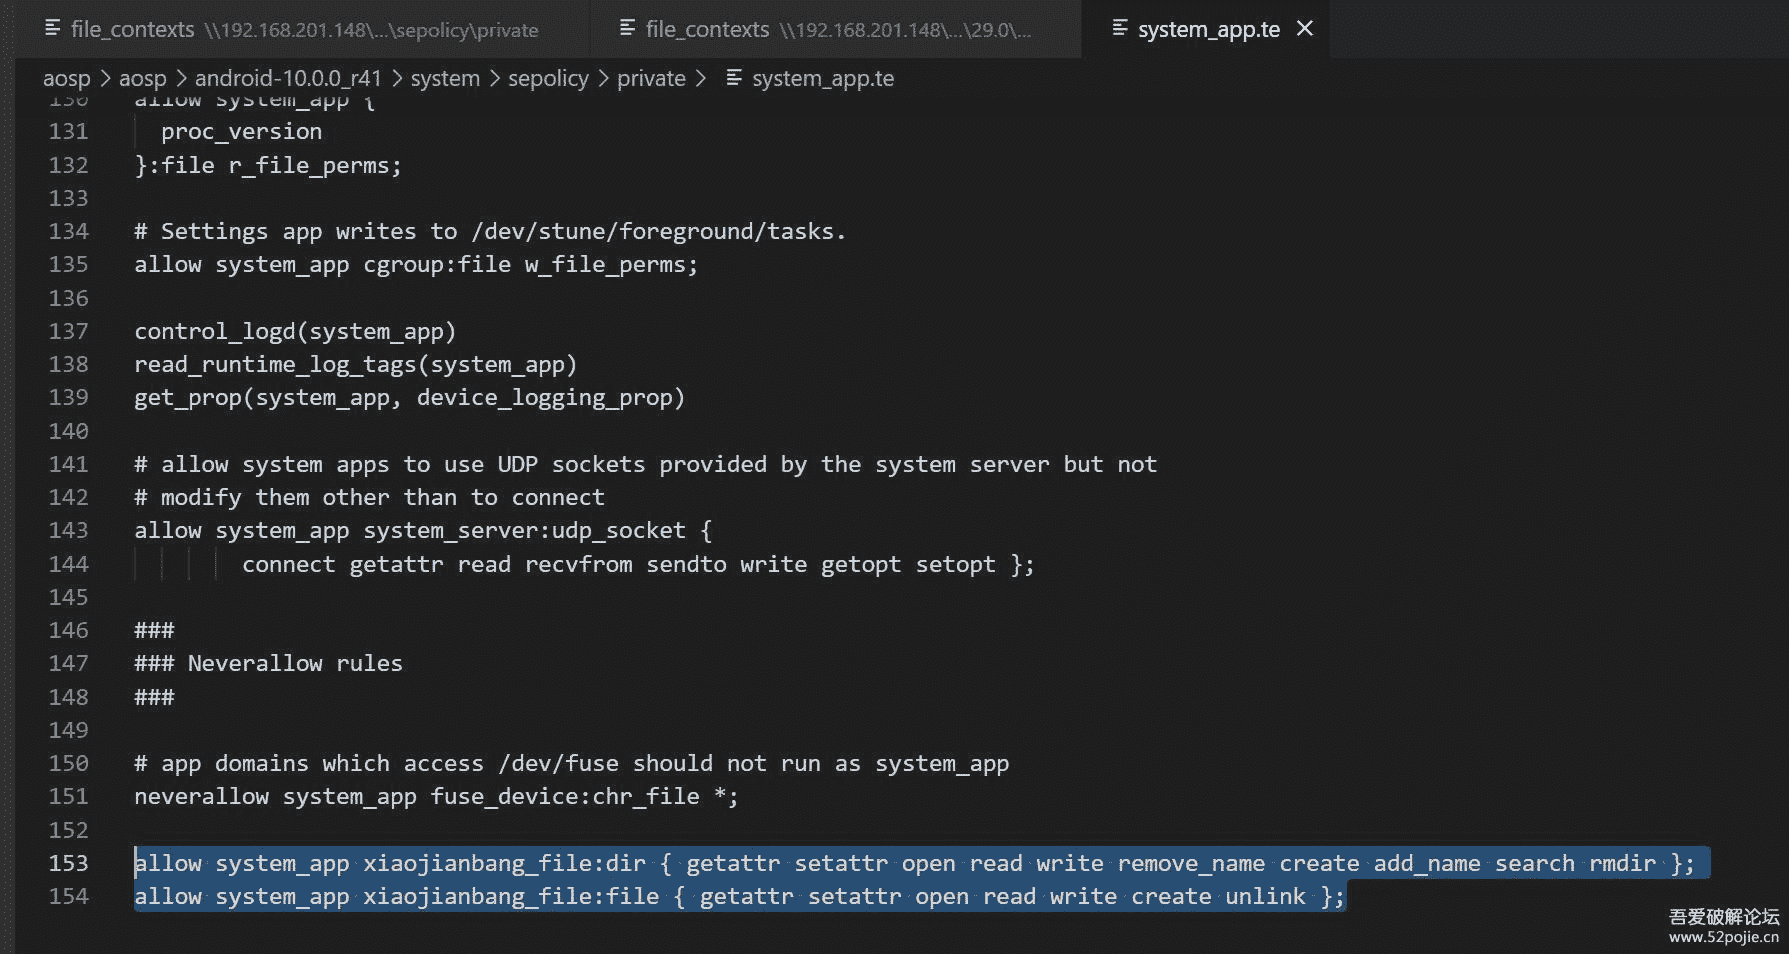 file_contexts \\192.168.201.148\...\sepolicy\private
file_contexts \\192.168.201.148\...\29.0\...
system_app.te
aosp > aosp > android-10.0.0_r41 > system > sepolicy > private > system_app.te
130 allow system_app {
131 proc_version
132 }:file r_file_perms;
133
134 # Settings app writes to /dev/stune/foreground/tasks.
135 allow system_app cgroup:file w_file_perms;
136
137 control_logd(system_app)
138 read_runtime_log_tags(system_app)
139 get_prop(system_app, device_logging_prop)
140
141 # allow system apps to use UDP sockets provided by the system server but not
142 # modify them other than to connect
143 allow system_app system_server:udp_socket {
144 connect getattr read recvfrom sendto write getopt setopt };
145
146 ###
147 ### Neverallow rules
148 ###
149
150 # app domains which access /dev/fuse should not run as system_app
151 neverallow system_app fuse_device:chr_file *;
152
153 allow system_app xiaojianbang_file:dir { getattr setattr open read write remove_name create add_name search rmdir };
154 allow system_app xiaojianbang_file:file { getattr setattr open read write create unlink };
吾爱破解论坛
www.52pojie.cn